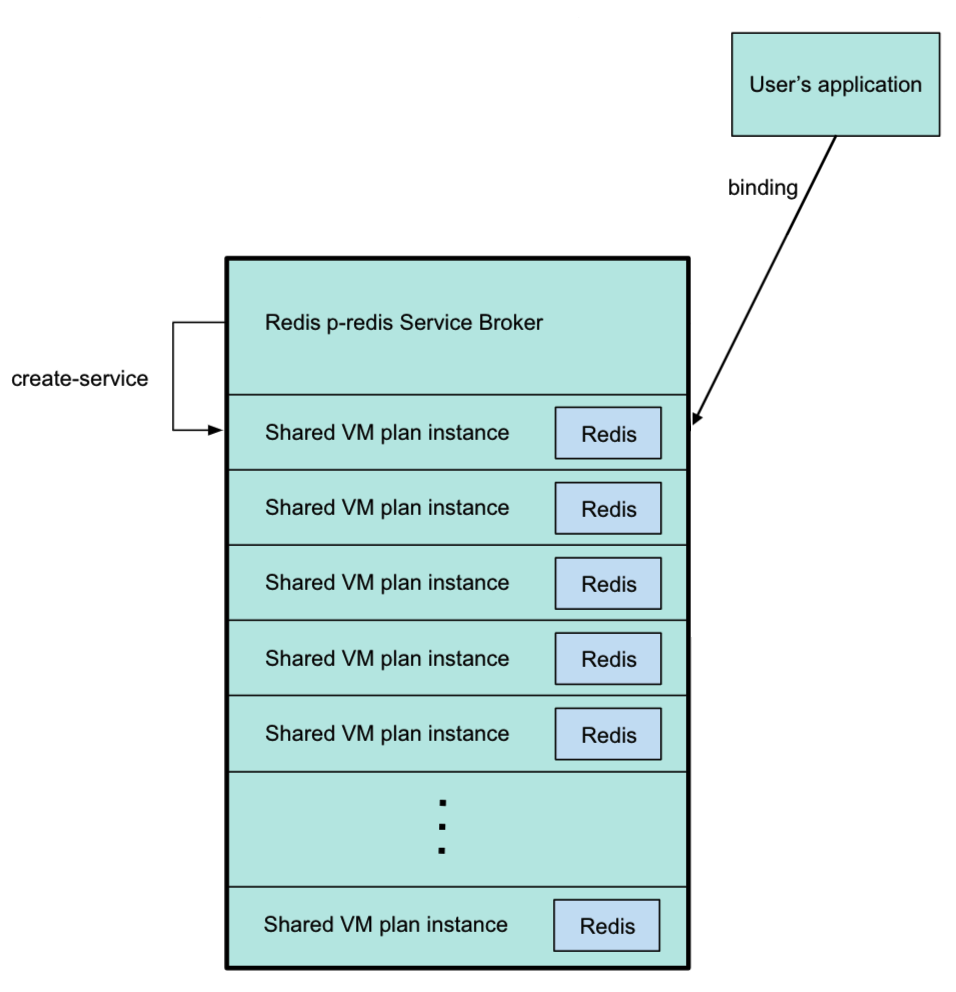 User’s application
binding
Redis p-redis Service Broker
create-service
Shared VM plan instance Redis
Shared VM plan instance Redis
Shared VM plan instance Redis
Shared VM plan instance Redis
Shared VM plan instance Redis
Shared VM plan instance Redis